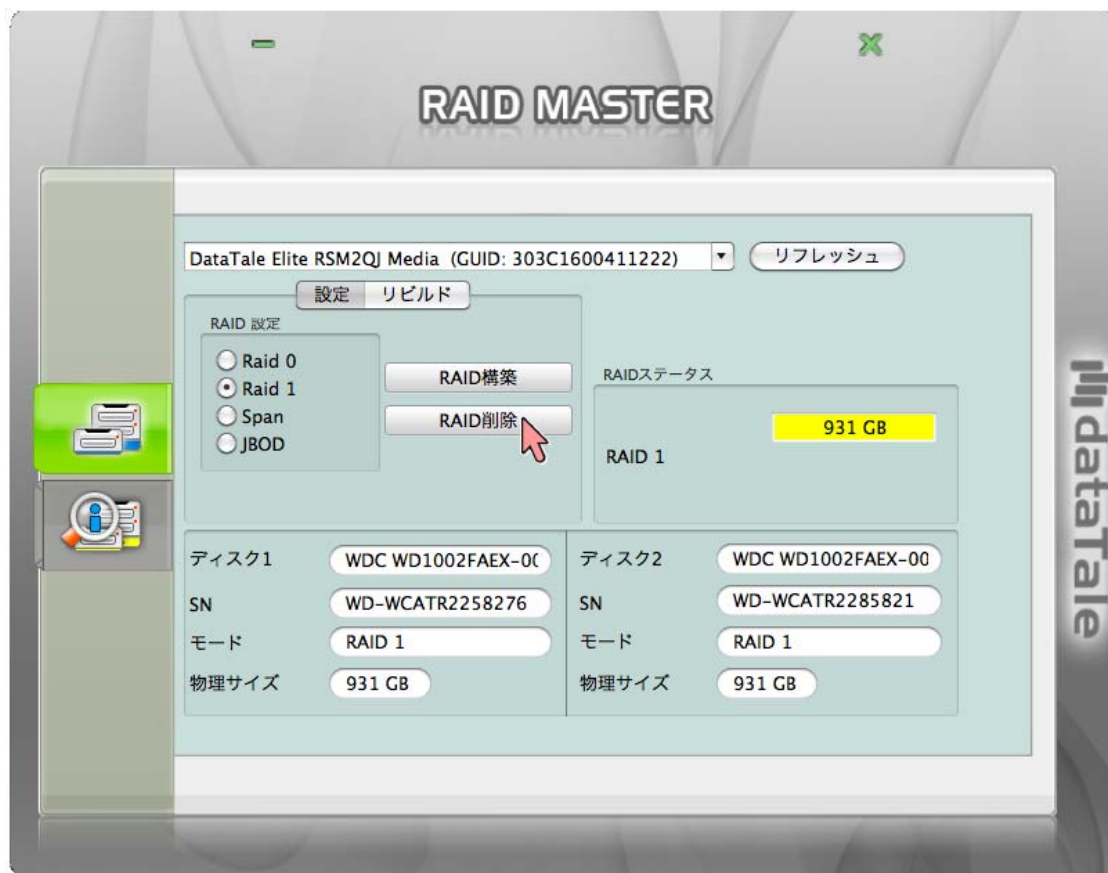 RAID MASTER
DataTale Elite RSM2QJ Media (GUID: 303C1600411222)
リフレッシュ
設定
リビルド
RAID 設定
Raid 0
Raid 1
Span
JBOD
RAID構築
RAID削除
RAIDステータス
931 GB
RAID 1
ディスク1
WDC WD1002FAEX-00
SN
WD-WCATR2258276
モード
RAID 1
物理サイズ
931 GB
ディスク2
WDC WD1002FAEX-00
SN
WD-WCATR2285821
モード
RAID 1
物理サイズ
931 GB
dataTale